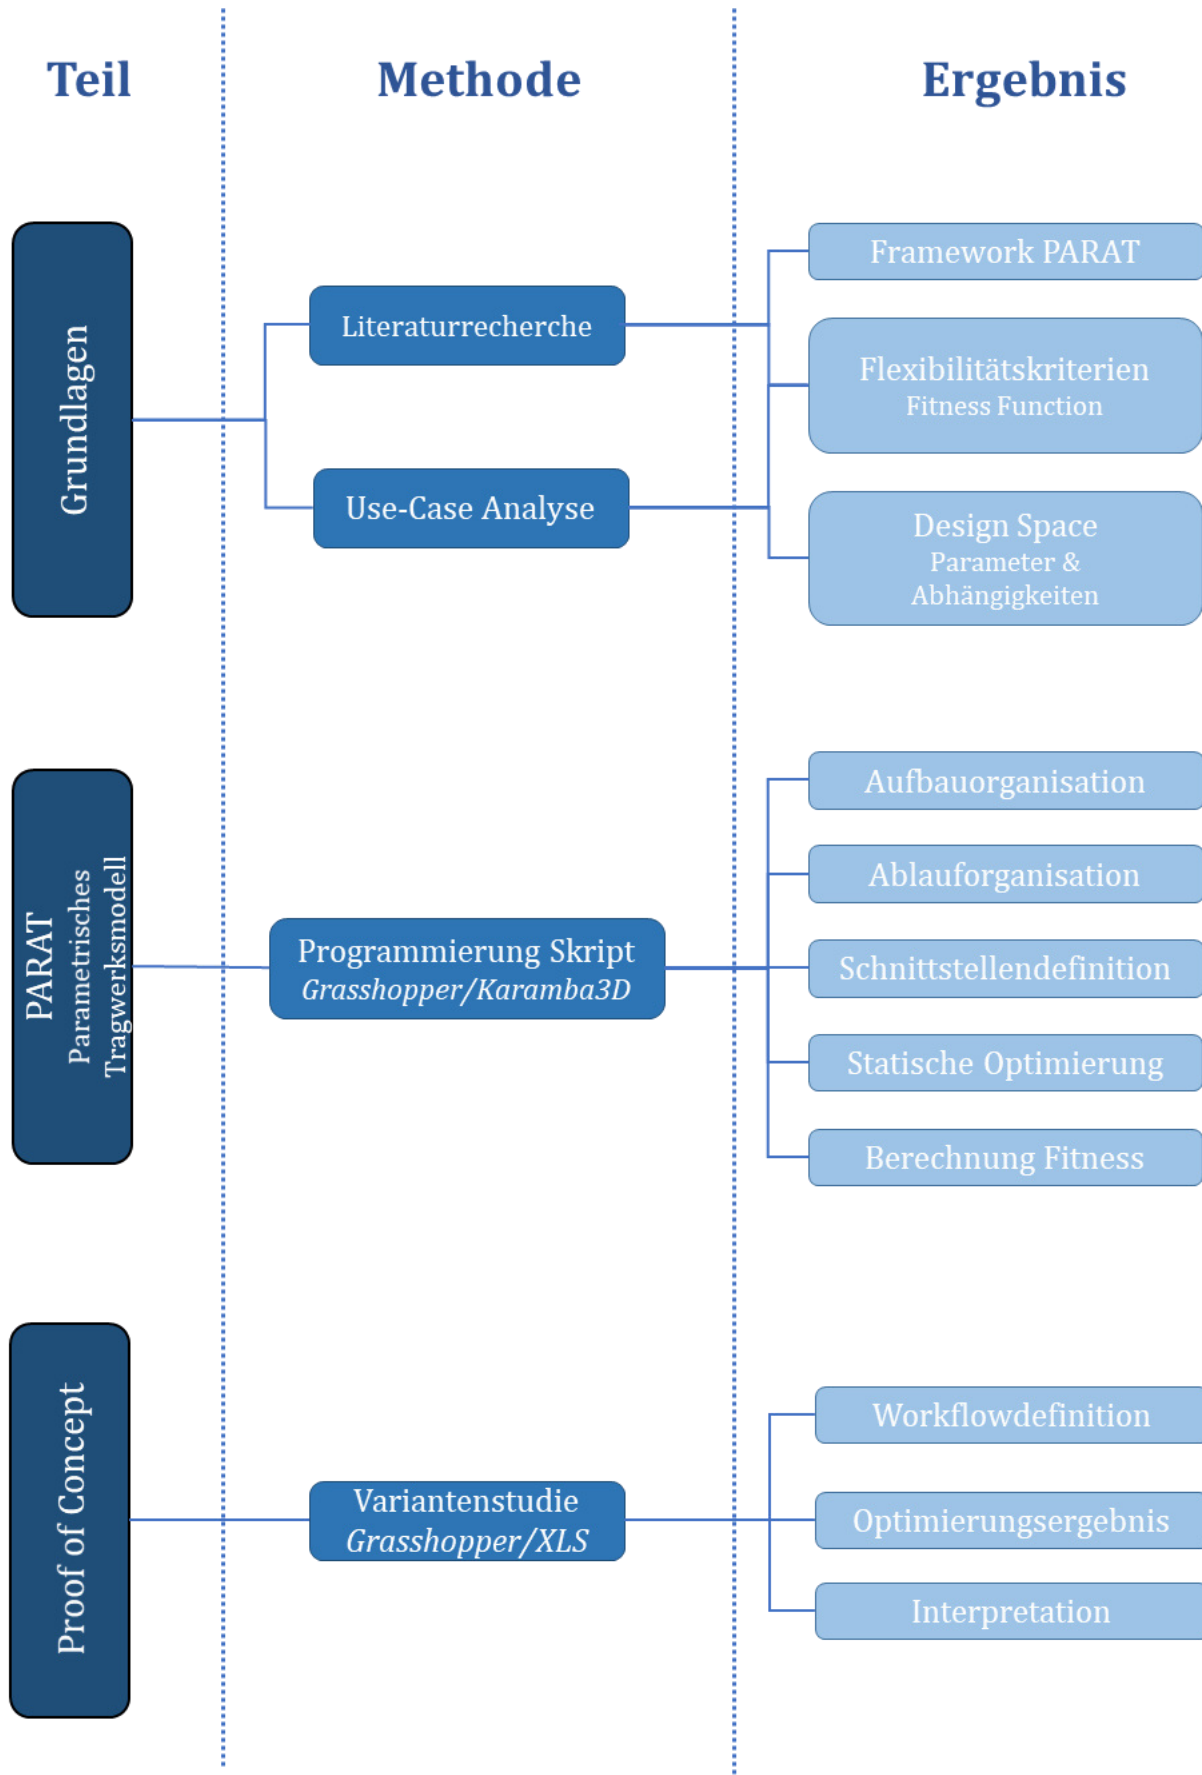 Teil
Methode
Ergebnis
Grundlagen
Literaturrecherche
Use-Case Analyse
Framework PARAT
Flexibilitätskriterien
Fitness Function
Design Space
Parameter &
Abhängigkeiten
PARAT
Parametrisches
Tragwerksmodell
Programmierung Skript
Grasshopper/Karamba3D
Aufbauorganisation
Ablauforganisation
Schnittstellendefinition
Statische Optimierung
Berechnung Fitness
Proof of Concept
Variantenstudie
Grasshopper/XLS
Workflowdefinition
Optimierungsergebnis
Interpretation